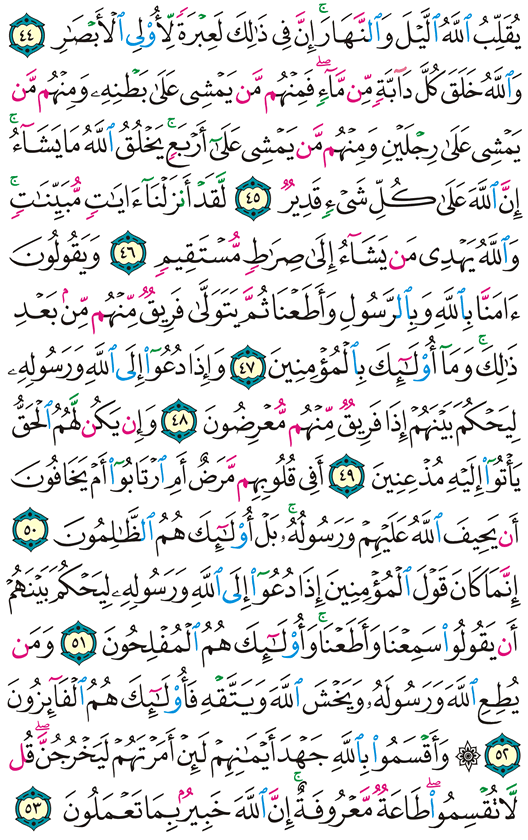 يُقَلِّبُ ٱللَّهُ ٱلَّيۡلَ وَٱلنَّهَارَۚ إِنَّ فِي ذَٰلِكَ لَعِبۡرَةٗ لِّأُوْلِي ٱلۡأَبۡصَٰرِ ٤٤
وَٱللَّهُ خَلَقَ كُلَّ دَآبَّةٖ مِّن مَّآءٖۖ فَمِنۡهُم مَّن يَمۡشِي عَلَىٰ بَطۡنِهِۦ وَمِنۡهُم مَّن
يَمۡشِي عَلَىٰ رِجۡلَيۡنِ وَمِنۡهُم مَّن يَمۡشِي عَلَىٰٓ أَرۡبَعٖۚ يَخۡلُقُ ٱللَّهُ مَا يَشَآءُۚ
إِنَّ ٱللَّهَ عَلَىٰ كُلِّ شَيۡءٖ قَدِيرٞ ٤٥ لَّقَدۡ أَنزَلۡنَآ ءَايَٰتٖ مُّبَيِّنَٰتٖۚ
وَٱللَّهُ يَهۡدِي مَن يَشَآءُ إِلَىٰ صِرَٰطٖ مُّسۡتَقِيمٖ ٤٦ وَيَقُولُونَ
ءَامَنَّا بِٱللَّهِ وَبِٱلرَّسُولِ وَأَطَعۡنَا ثُمَّ يَتَوَلَّىٰ فَرِيقٞ مِّنۡهُم مِّنۢ بَعۡدِ
ذَٰلِكَۚ وَمَآ أُوْلَٰٓئِكَ بِٱلۡمُؤۡمِنِينَ ٤٧ وَإِذَا دُعُوٓاْ إِلَى ٱللَّهِ وَرَسُولِهِۦ
لِيَحۡكُمَ بَيۡنَهُمۡ إِذَا فَرِيقٞ مِّنۡهُم مُّعۡرِضُونَ ٤٨ وَإِن يَكُن لَّهُمُ ٱلۡحَقُّ
يَأۡتُوٓاْ إِلَيۡهِ مُذۡعِنِينَ ٤٩ أَفِي قُلُوبِهِم مَّرَضٌ أَمِ ٱرۡتَابُوٓاْ أَمۡ يَخَافُونَ
أَن يَحِيفَ ٱللَّهُ عَلَيۡهِمۡ وَرَسُولُهُۥۚ بَلۡ أُوْلَٰٓئِكَ هُمُ ٱلظَّٰلِمُونَ ٥٠
إِنَّمَا كَانَ قَوۡلَ ٱلۡمُؤۡمِنِينَ إِذَا دُعُوٓاْ إِلَى ٱللَّهِ وَرَسُولِهِۦ لِيَحۡكُمَ بَيۡنَهُمۡ
أَن يَقُولُواْ سَمِعۡنَا وَأَطَعۡنَاۚ وَأُوْلَٰٓئِكَ هُمُ ٱلۡمُفۡلِحُونَ ٥١ وَمَن
يُطِعِ ٱللَّهَ وَرَسُولَهُۥ وَيَخۡشَ ٱللَّهَ وَيَتَّقۡهِ فَأُوْلَٰٓئِكَ هُمُ ٱلۡفَآئِزُونَ
٥٢ ۞ وَأَقۡسَمُواْ بِٱللَّهِ جَهۡدَ أَيۡمَٰنِهِمۡ لَئِنۡ أَمَرۡتَهُمۡ لَيَخۡرُجُنَّۖ قُل
لَّا تُقۡسِمُواْۖ طَاعَةٞ مَّعۡرُوفَةٌۚ إِنَّ ٱللَّهَ خَبِيرُۢ بِمَا تَعۡمَلُونَ ٥٣